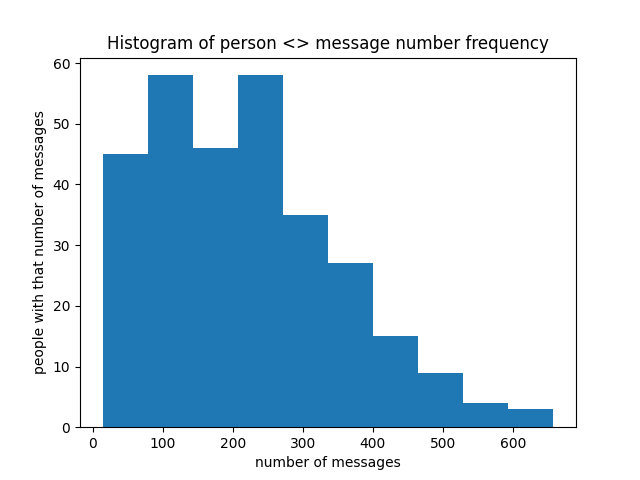 Histogram of person <> message number frequency
people with that number of messages
60
50
40
30
20
10
0
0 100 200 300 400 500 600
number of messages